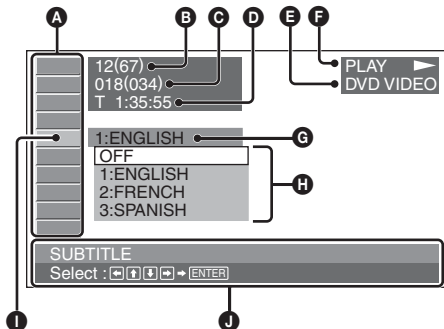 A B C D E F
12(67)
PLAY
018(034)
DVD VIDEO
T 1:35:55
1:ENGLISH G
OFF
1:ENGLISH
2:FRENCH H
3:SPANISH
SUBTITLE
Select : ENTER
I J